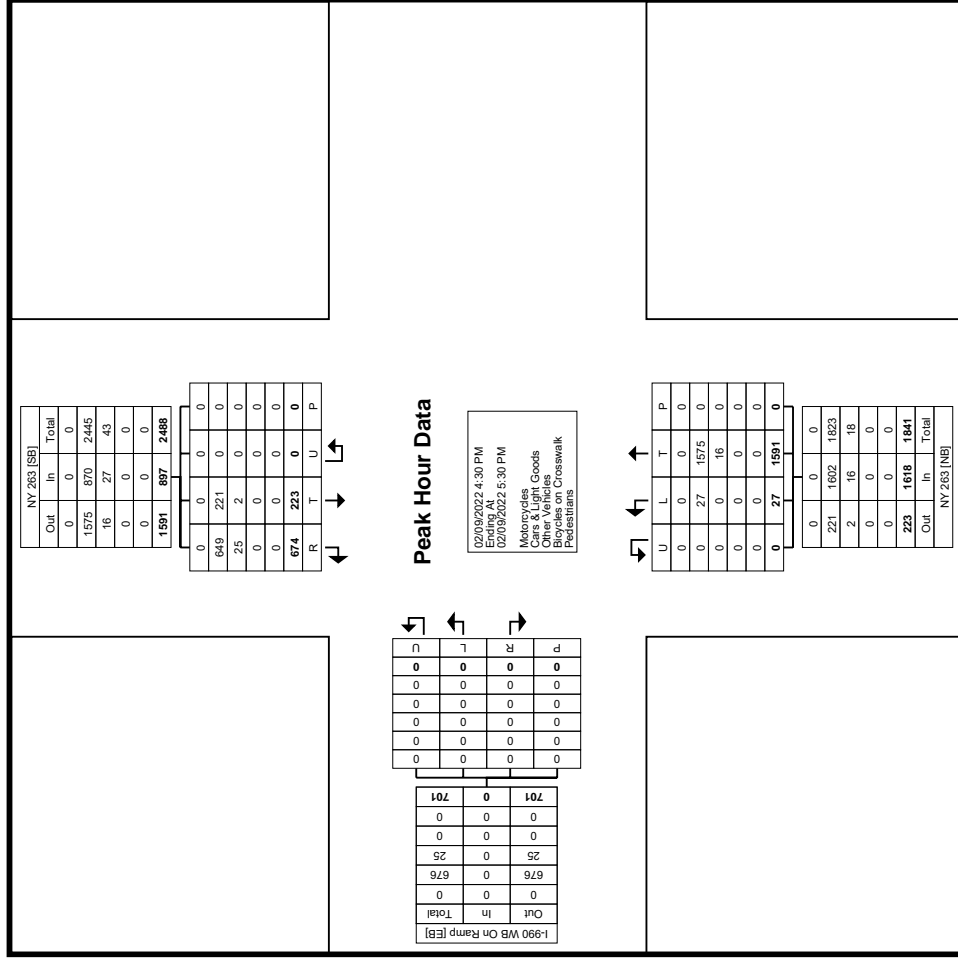 NY 263 [SB]
Out In Total
0 0 0
1575 870 2445
16 27 43
0 0 0
0 0 0
1591 897 2488
0 0 0 0
649 221 0 0
25 2 0 0
0 0 0 0
0 0 0 0
674 223 0 0
R T U P
Peak Hour Data
02/09/2022 4:30 PM
Ending At
02/09/2022 5:30 PM
Motorcycles
Cars & Light Goods
Other Vehicles
Bicycles on Crosswalk
Pedestrians
I-990 WB On Ramp [EB]
Out In Total
0 0 0
676 0 676
25 0 25
0 0 0
0 0 0
701 0 701
0 0 0 0
0 0 0 0
0 0 0 0
0 0 0 0
0 0 0 0
0 0 0 0
P R L U
U L T P
0 0 0 0
0 27 1575 0
0 0 16 0
0 0 0 0
0 0 0 0
0 27 1591 0
0 0 0
221 1602 1823
2 16 18
0 0 0
0 0 0
223 1618 1841
Out In Total
NY 263 [NB]